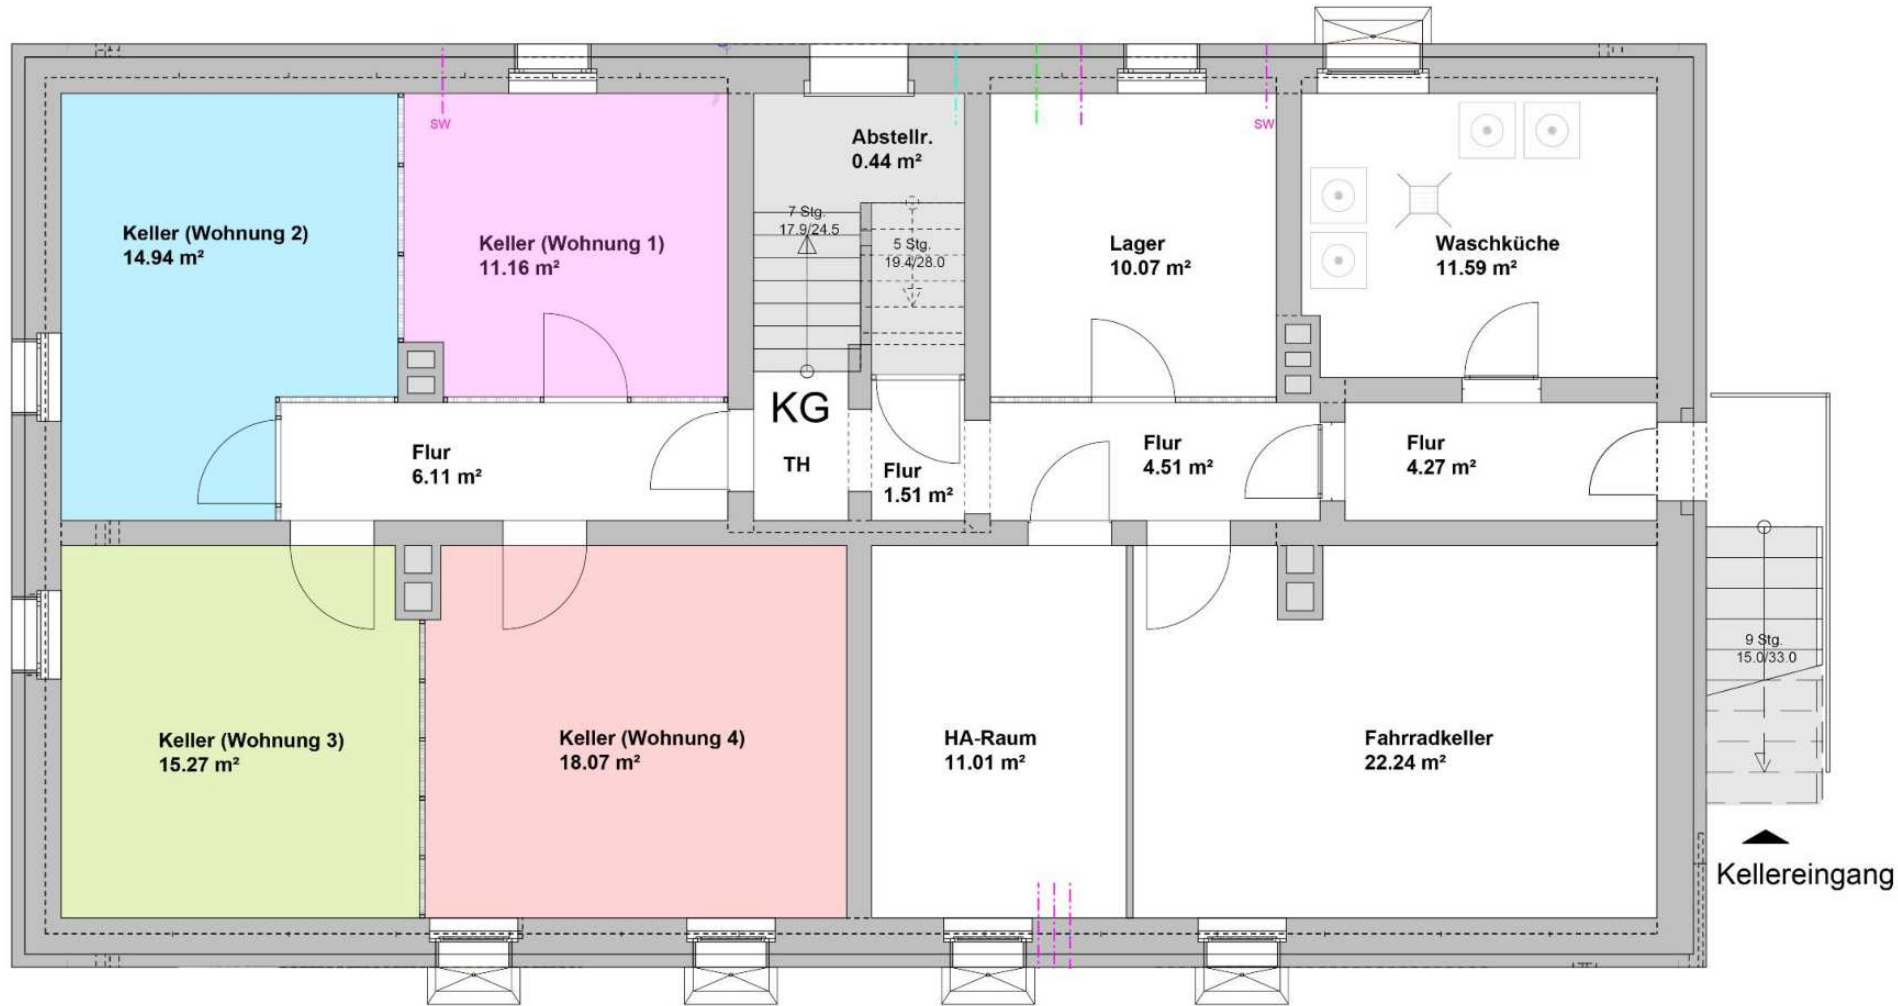 SW
SW
Abstellr.
0.44 m²
Keller (Wohnung 2)
14.94 m²
Keller (Wohnung 1)
11.16 m²
7 Stg.
17.9/24.5
5 Stg.
19.4/28.0
Lager
10.07 m²
Waschküche
11.59 m²
KG
TH
Flur
6.11 m²
Flur
1.51 m²
Flur
4.51 m²
Flur
4.27 m²
9 Stg.
15.0/33.0
Keller (Wohnung 3)
15.27 m²
Keller (Wohnung 4)
18.07 m²
HA-Raum
11.01 m²
Fahrradkeller
22.24 m²
Kellereingang